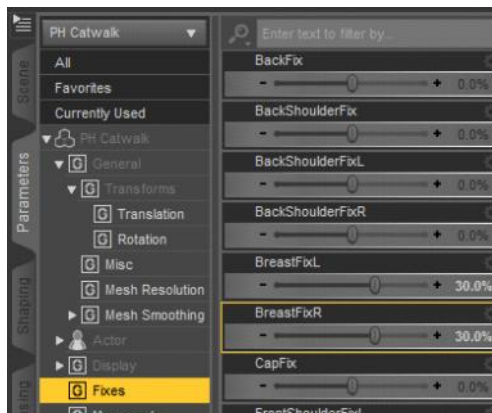 PH Catwalk
Enter text to filter by...
Scene
Parameters
Shaping
All
Favorites
Currently Used
PH Catwalk
G General
G Transforms
G Translation
G Rotation
G Misc
G Mesh Resolution
G Mesh Smoothing
Actor
G Display
G Fixes
BackFix
- + 0.0%
BackShoulderFix
- + 0.0%
BackShoulderFixL
- + 0.0%
BackShoulderFixR
- + 0.0%
BreastFixL
- + 30.0%
BreastFixR
- + 30.0%
CapFix
- + 0.0%